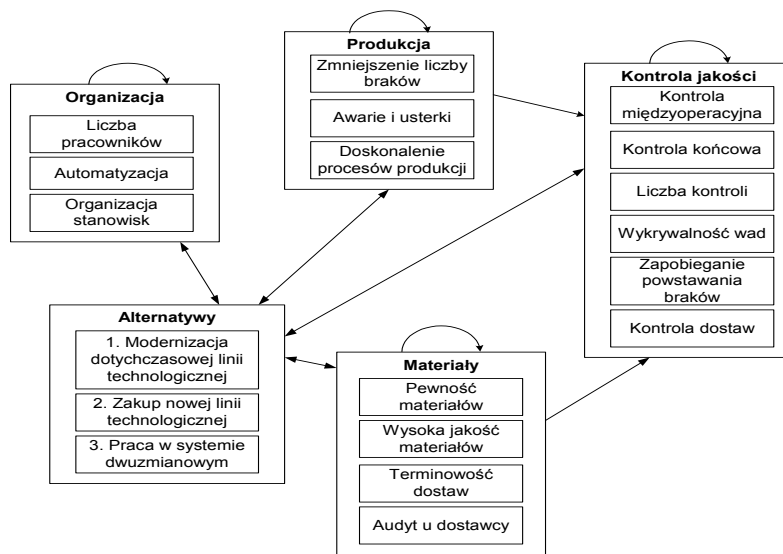 Organizacja
Liczba
pracowników
Automatyzacja
Organizacja
stanowisk
Produkcja
Zmniejszenie liczby
braków
Awarie i usterki
Doskonalenie
procesów produkcji
Kontrola jakości
Kontrola
międzyoperacyjna
Kontrola końcowa
Liczba kontroli
Wykrywalność wad
Zapobieganie
powstawania
braków
Kontrola dostaw
Alternatywy
1. Modernizacja
dotychczasowej linii
technologicznej
2. Zakup nowej linii
technologicznej
3. Praca w systemie
dwuzmianowym
Materiały
Pewność
materiałów
Wysoka jakość
materiałów
Terminowość
dostaw
Audyt u dostawcy